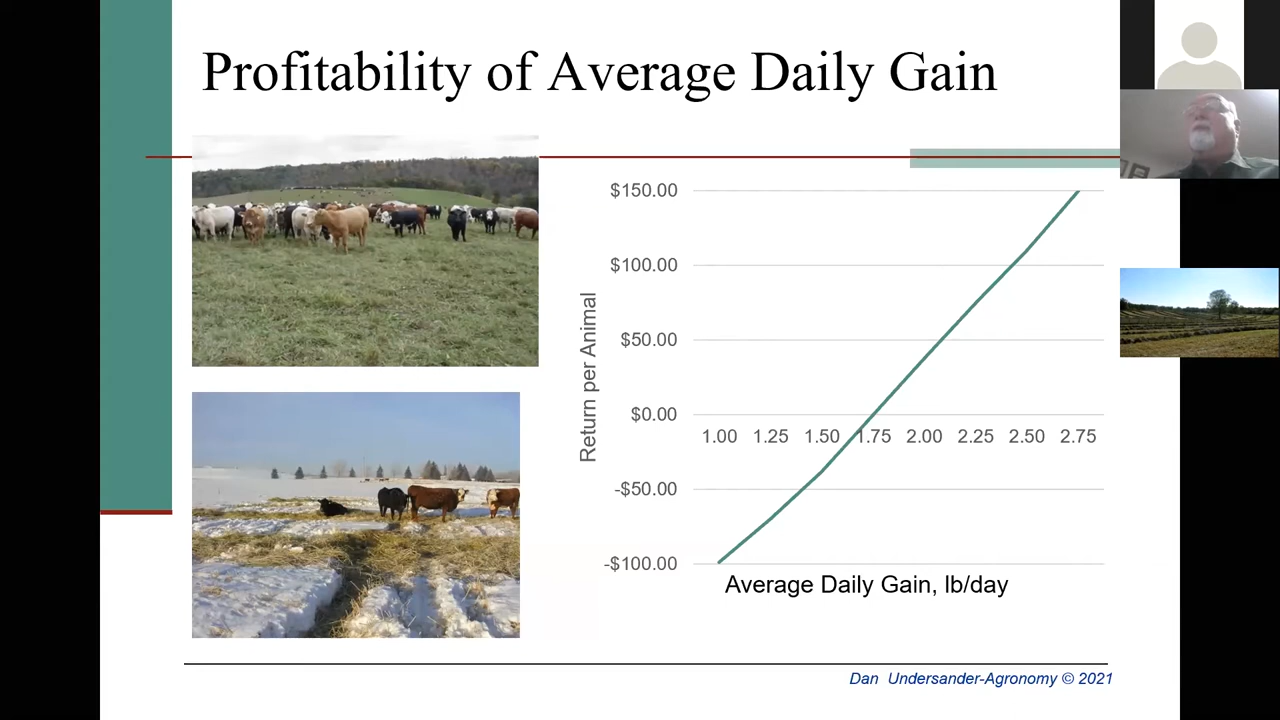 Profitability of Average Daily Gain
$150.00
$100.00
$50.00
$0.00
-$50.00
-$100.00
Return per Animal
1.00 1.25 1.50 1.75 2.00 2.25 2.50 2.75
Average Daily Gain, lb/day
Dan Undersander-Agronomy © 2021